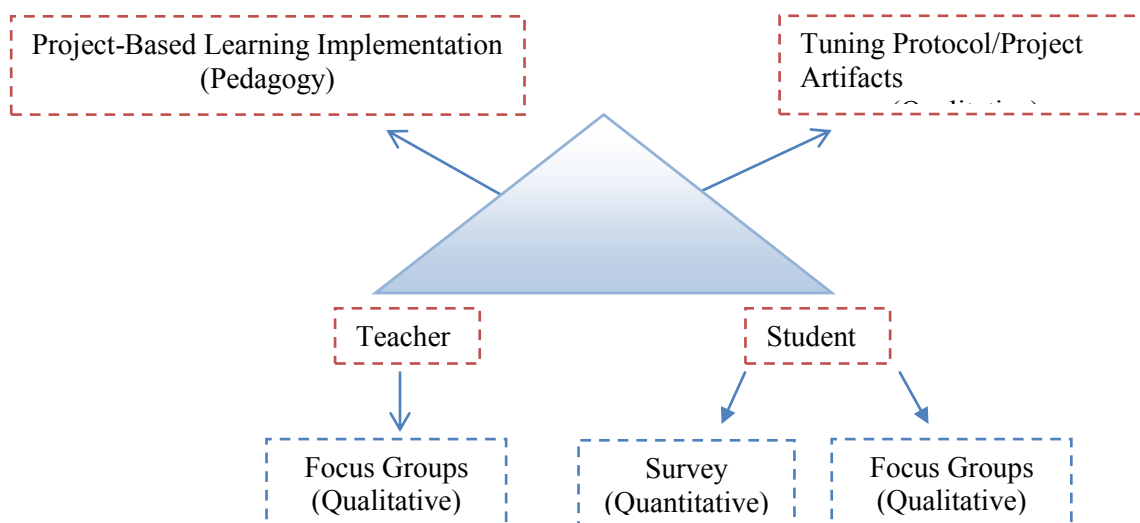 Project-Based Learning Implementation
(Pedagogy)
Tuning Protocol/Project
Artifacts
Teacher
Student
Focus Groups
(Qualitative)
Survey
(Quantitative)
Focus Groups
(Qualitative)